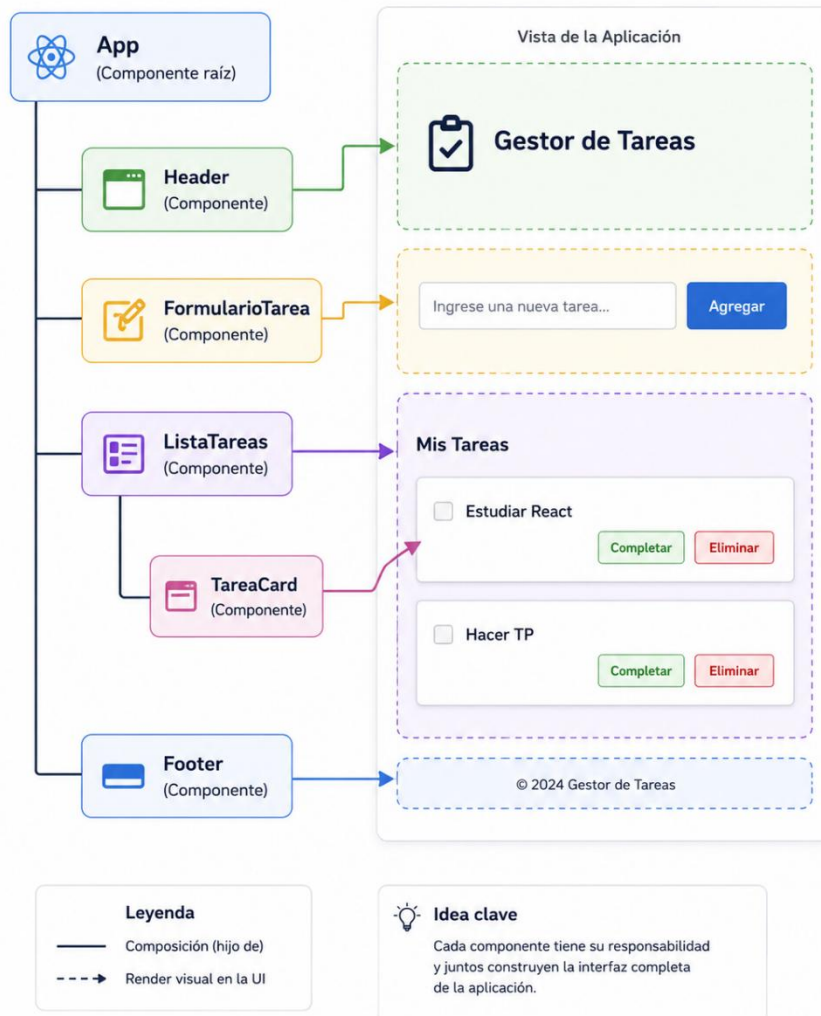 App
(Componente raíz)
Header
(Componente)
FormularioTarea
(Componente)
ListaTareas
(Componente)
TareaCard
(Componente)
Footer
(Componente)
Vista de la Aplicación
Gestor de Tareas
Ingrese una nueva tarea...
Agregar
Mis Tareas
Estudiar React
Completar
Eliminar
Hacer TP
Completar
Eliminar
© 2024 Gestor de Tareas
Leyenda
Composición (hijo de)
Render visual en la UI
Idea clave
Cada componente tiene su responsabilidad
y juntos construyen la interfaz completa
de la aplicación.